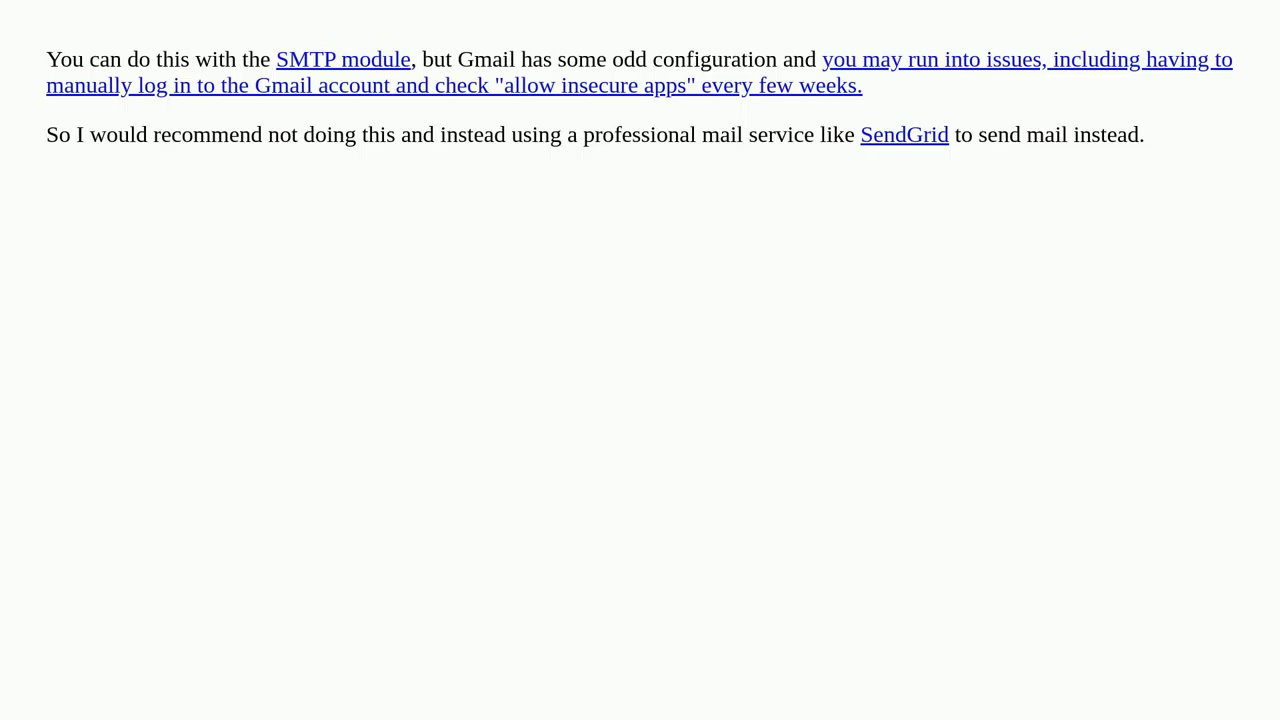 You can do this with the SMTP module, but Gmail has some odd configuration and you may run into issues, including having to
manually log in to the Gmail account and check "allow insecure apps" every few weeks.
So I would recommend not doing this and instead using a professional mail service like SendGrid to send mail instead.